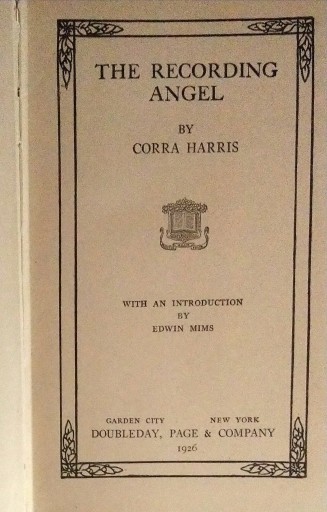 THE RECORDING
ANGEL
BY
CORRA HARRIS
WITH AN INTRODUCTION
BY
EDWIN MIMS
GARDEN CITY NEW YORK
DOUBLEDAY, PAGE & COMPANY
1926